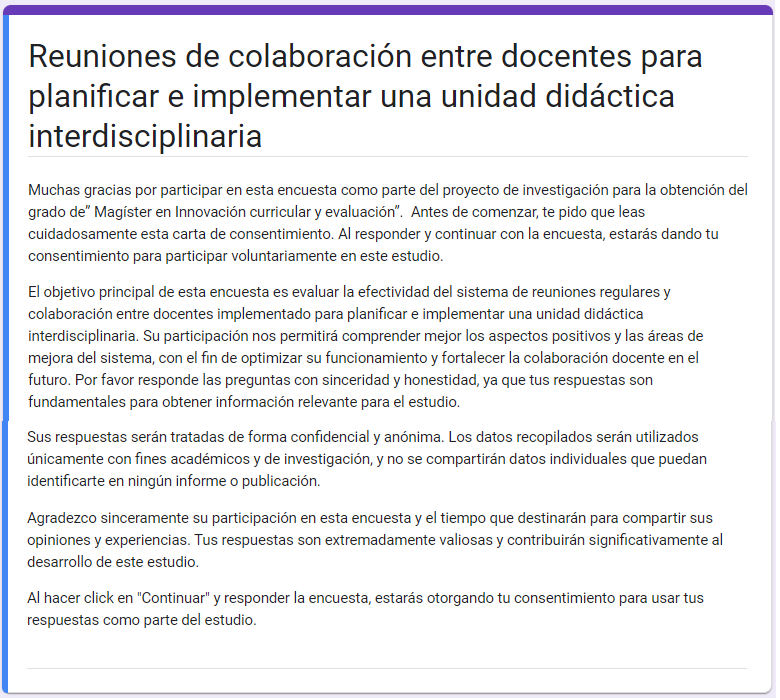 Reuniones de colaboración entre docentes para
planificar e implementar una unidad didáctica
interdisciplinaria
Muchas gracias por participar en esta encuesta como parte del proyecto de investigación para la obtención del
grado de” Magíster en Innovación curricular y evaluación”.  Antes de comenzar, te pido que leas
cuidadosamente esta carta de consentimiento. Al responder y continuar con la encuesta, estarás dando tu
consentimiento para participar voluntariamente en este estudio.
El objetivo principal de esta encuesta es evaluar la efectividad del sistema de reuniones regulares y
colaboración entre docentes implementado para planificar e implementar una unidad didáctica
interdisciplinaria. Su participación nos permitirá comprender mejor los aspectos positivos y las áreas de
mejora del sistema, con el fin de optimizar su funcionamiento y fortalecer la colaboración docente en el
futuro. Por favor responde las preguntas con sinceridad y honestidad, ya que tus respuestas son
fundamentales para obtener información relevante para el estudio.
Sus respuestas serán tratadas de forma confidencial y anónima. Los datos recopilados serán utilizados
únicamente con fines académicos y de investigación, y no se compartirán datos individuales que puedan
identificarte en ningún informe o publicación.
Agradezco sinceramente su participación en esta encuesta y el tiempo que destinarán para compartir sus
opiniones y experiencias. Tus respuestas son extremadamente valiosas y contribuirán significativamente al
desarrollo de este estudio.
Al hacer click en "Continuar" y responder la encuesta, estarás otorgando tu consentimiento para usar tus
respuestas como parte del estudio.